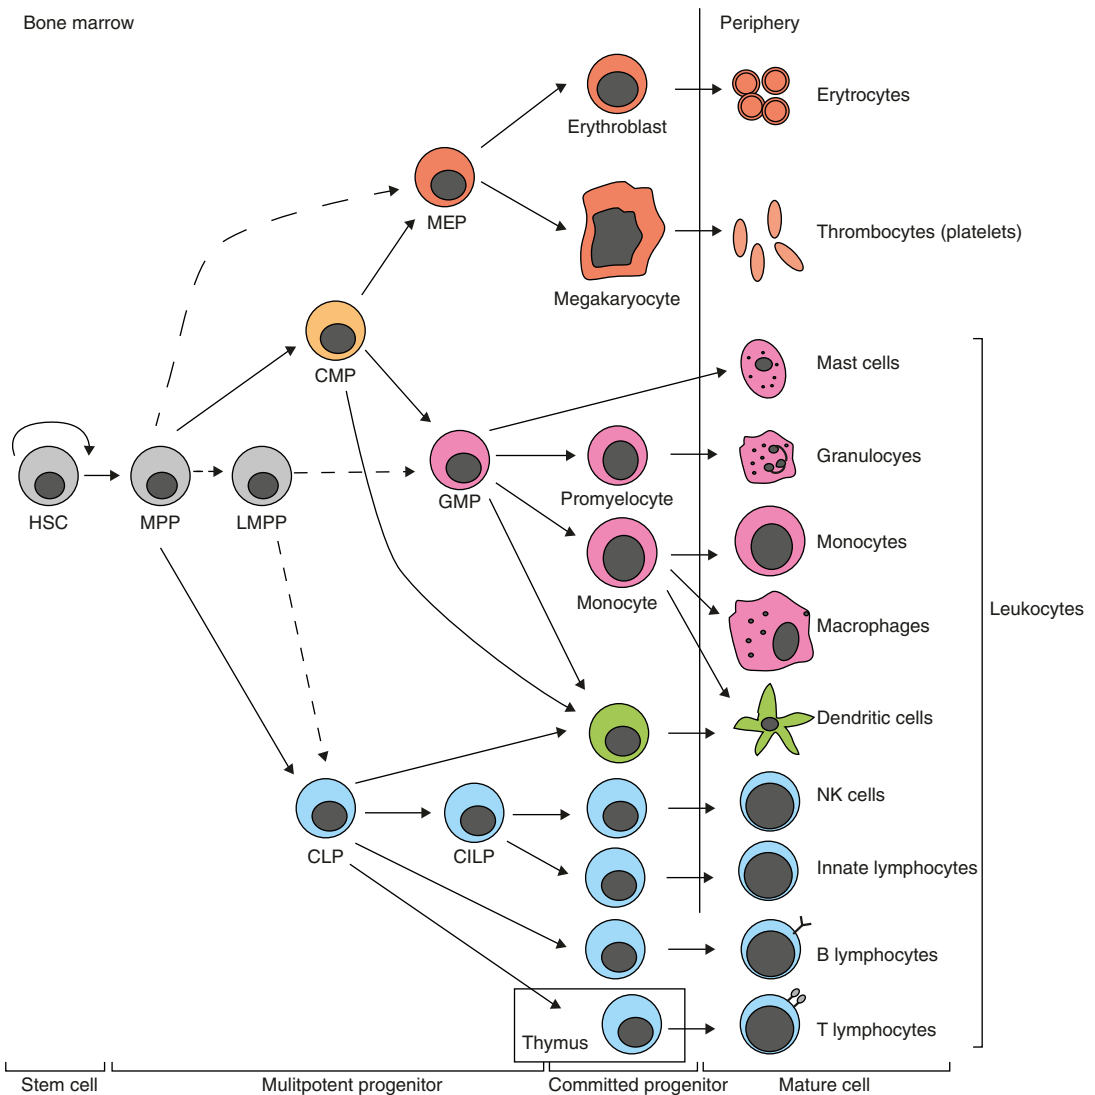 Bone marrow
Periphery
Erytrocytes
Erythroblast
MEP
Thrombocytes (platelets)
Megakaryocyte
CMP
Mast cells
GMP
Promyelocyte
Granulocyes
HSC
MPP
LMPP
Monocytes
Monocyte
Leukocytes
Macrophages
Dendritic cells
NK cells
CLP
CILP
Innate lymphocytes
B lymphocytes
Thymus
T lymphocytes
Stem cell
Mulitpotent progenitor
Committed progenitor
Mature cell